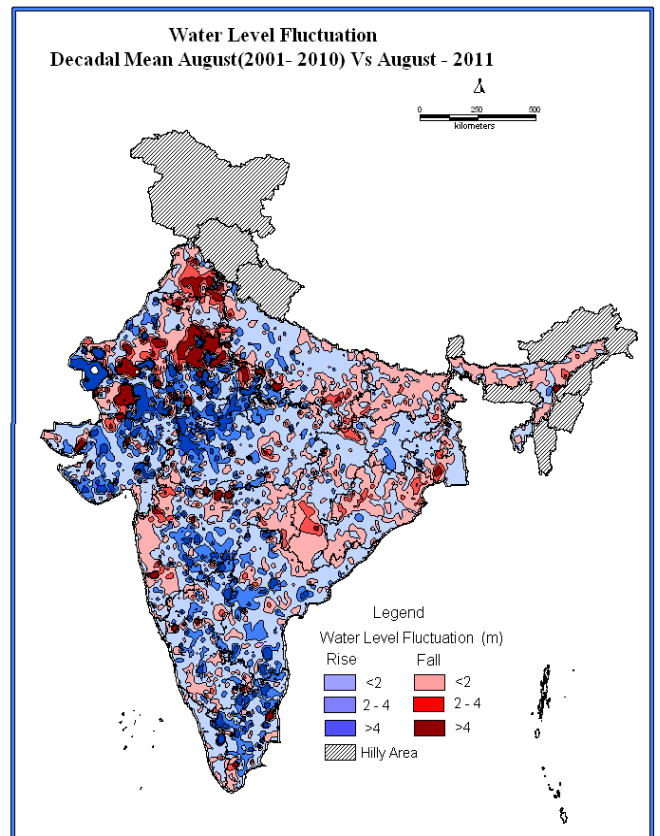 Water Level Fluctuation
Decadal Mean August(2001- 2010) Vs August - 2011
0 250 500
kilometers
Legend
Water Level Fluctuation (m)
Rise Fall
<2 <2
2 - 4 2 - 4
>4 >4
Hilly Area